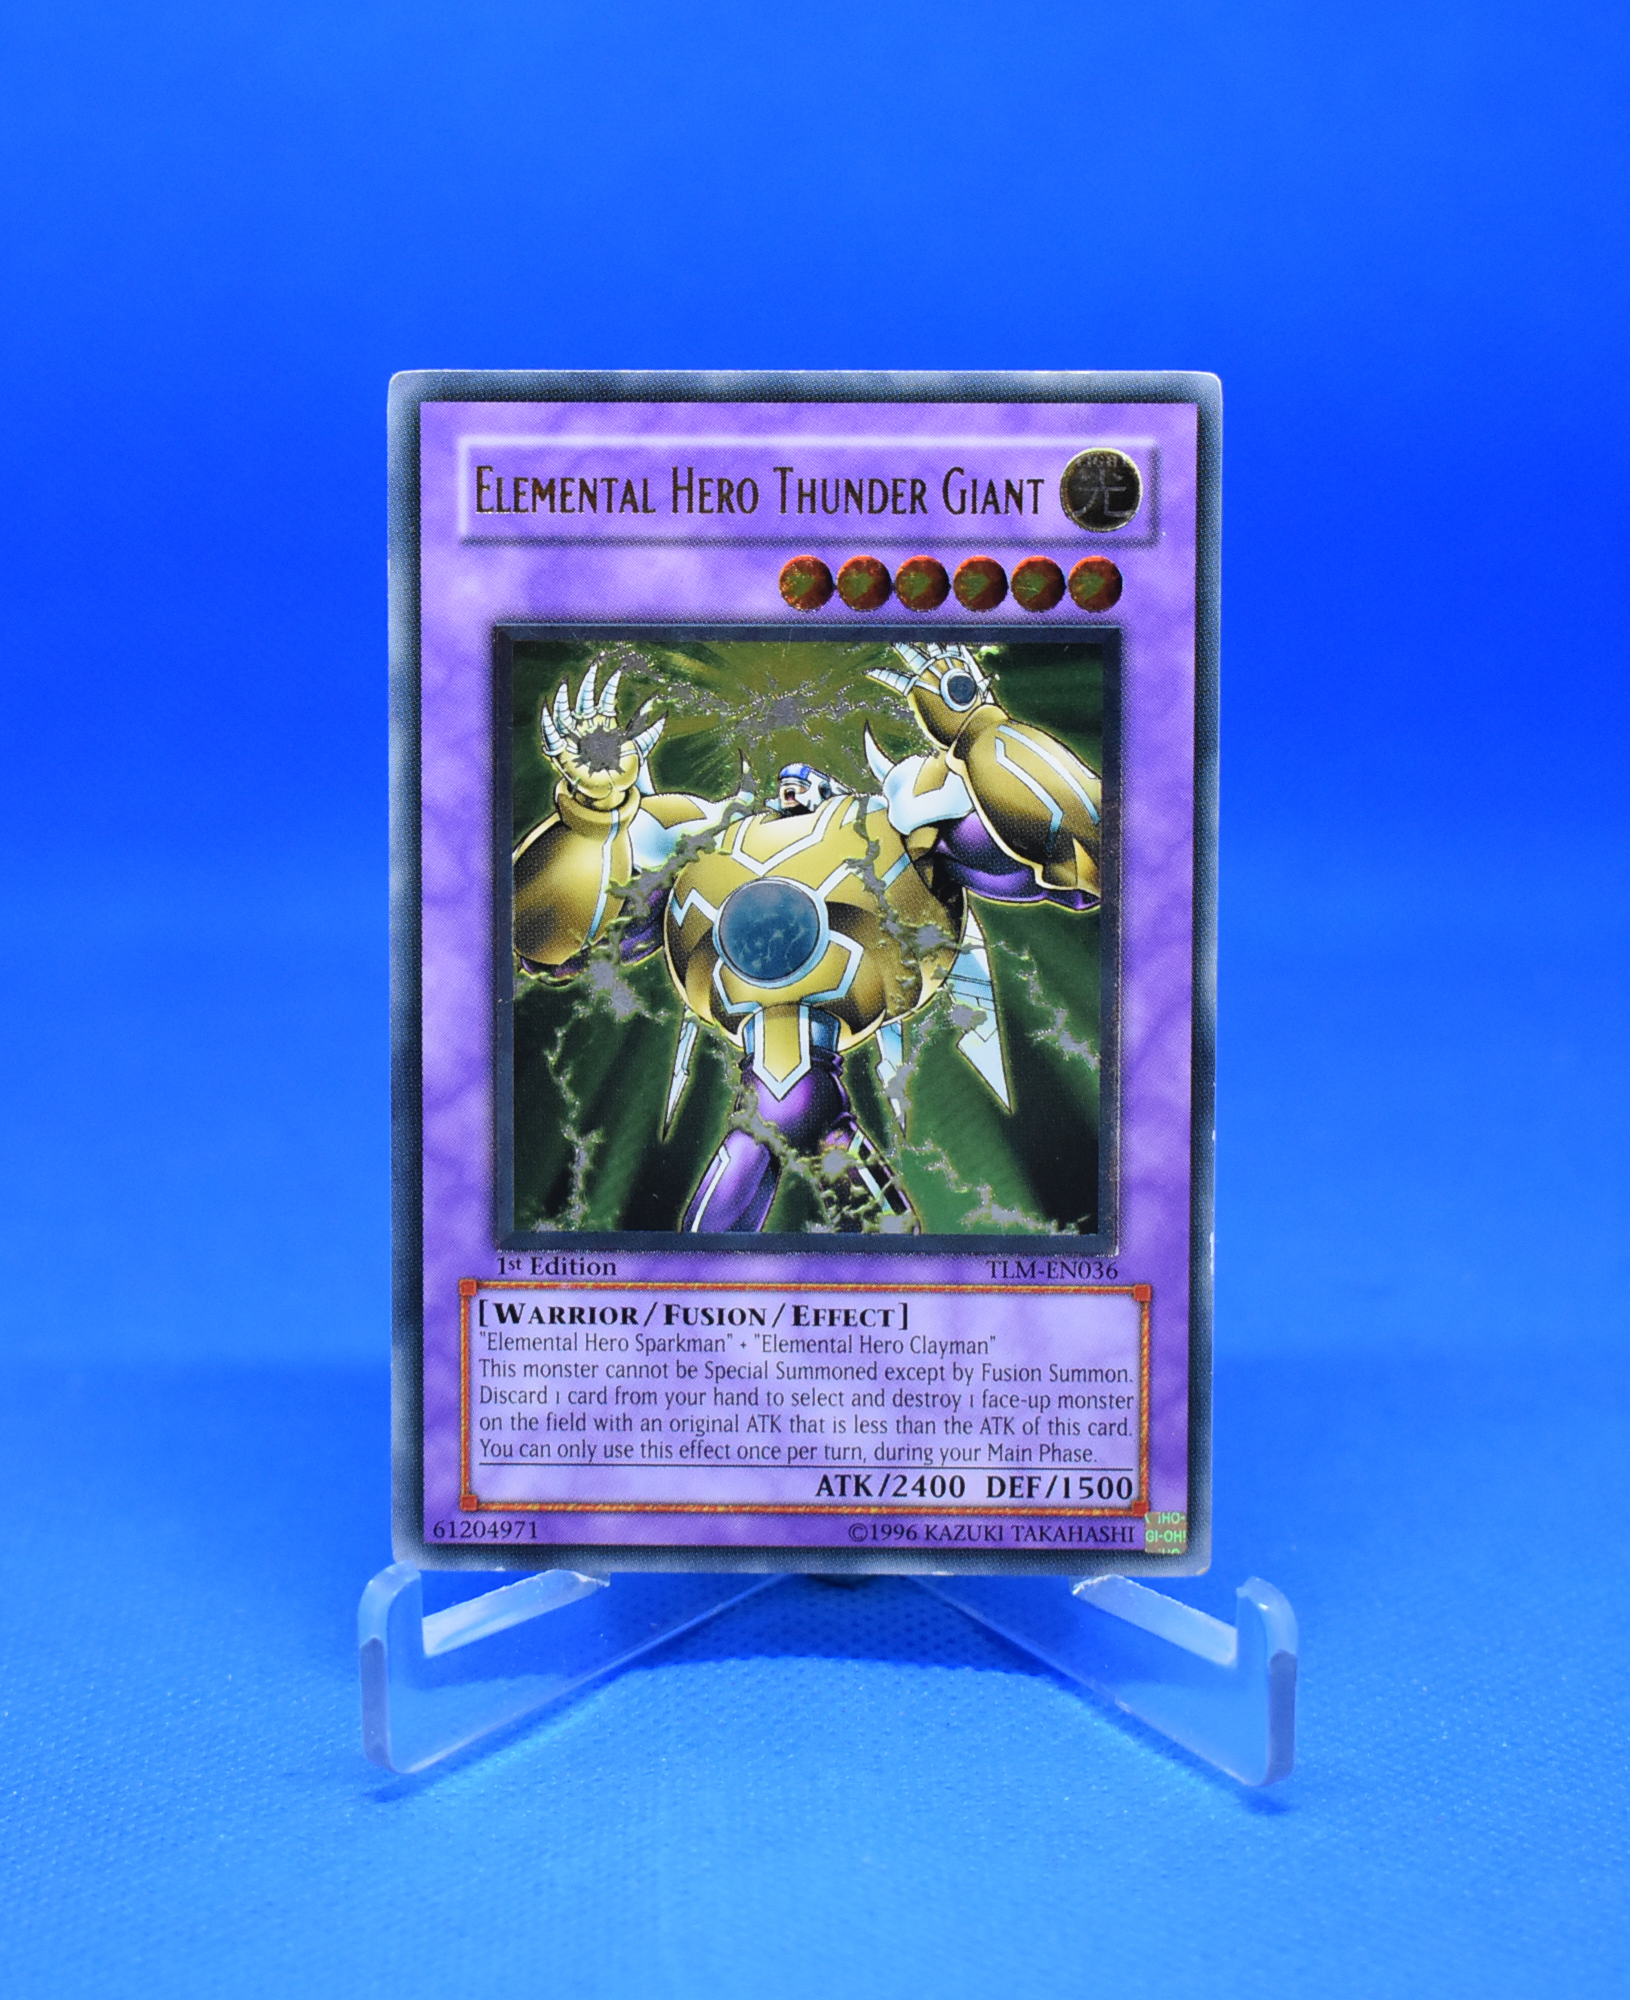 ELEMENTAL HERO THUNDER GIANT
光
1st Edition
TLM-EN036
[WARRIOR/FUSION/EFFECT]
"Elemental Hero Sparkman" + "Elemental Hero Clayman"
This monster cannot be Special Summoned except by Fusion Summon.
Discard 1 card from your hand to select and destroy 1 face-up monster
on the field with an original ATK that is less than the ATK of this card.
You can only use this effect once per turn, during your Main Phase.
ATK/2400 DEF/1500
61204971
©1996 KAZUKI TAKAHASHI
GI-OH!